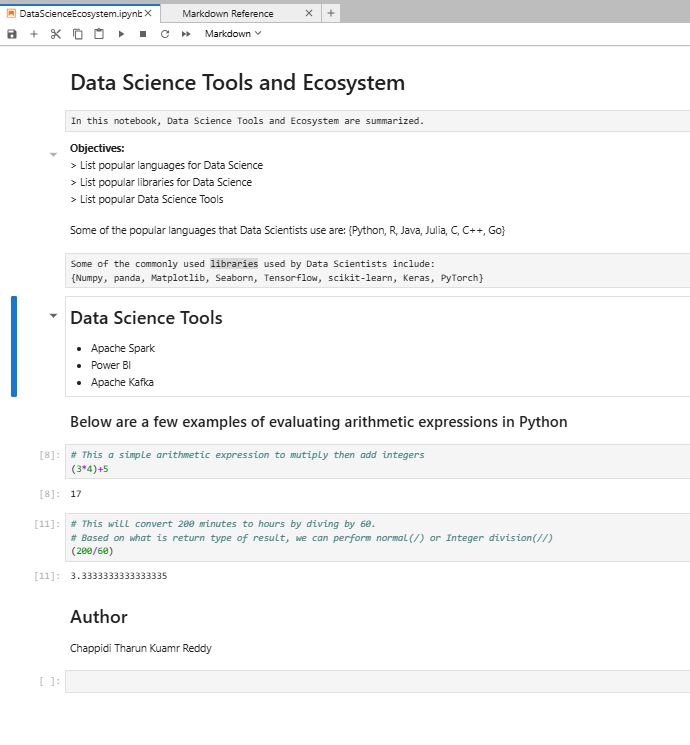 DataScienceEcosystem.ipynb
Markdown Reference
Markdown
Data Science Tools and Ecosystem
In this notebook, Data Science Tools and Ecosystem are summarized.
Objectives:
> List popular languages for Data Science
> List popular libraries for Data Science
> List popular Data Science Tools
Some of the popular languages that Data Scientists use are: {Python, R, Java, Julia, C, C++, Go}
Some of the commonly used libraries used by Data Scientists include:
{Numpy, panda, Matplotlib, Seaborn, Tensorflow, scikit-learn, Keras, PyTorch}
Data Science Tools
• Apache Spark
• Power BI
• Apache Kafka
Below are a few examples of evaluating arithmetic expressions in Python
[8]: # This a simple arithmetic expression to mutiply then add integers
(3*4)+5
[8]: 17
[11]: # This will convert 200 minutes to hours by diving by 60.
# Based on what is return type of result, we can perform normal(/) or Integer division(//)
(200/60)
[11]: 3.3333333333333335
Author
Chappidi Tharun Kuamr Reddy
[ ]: